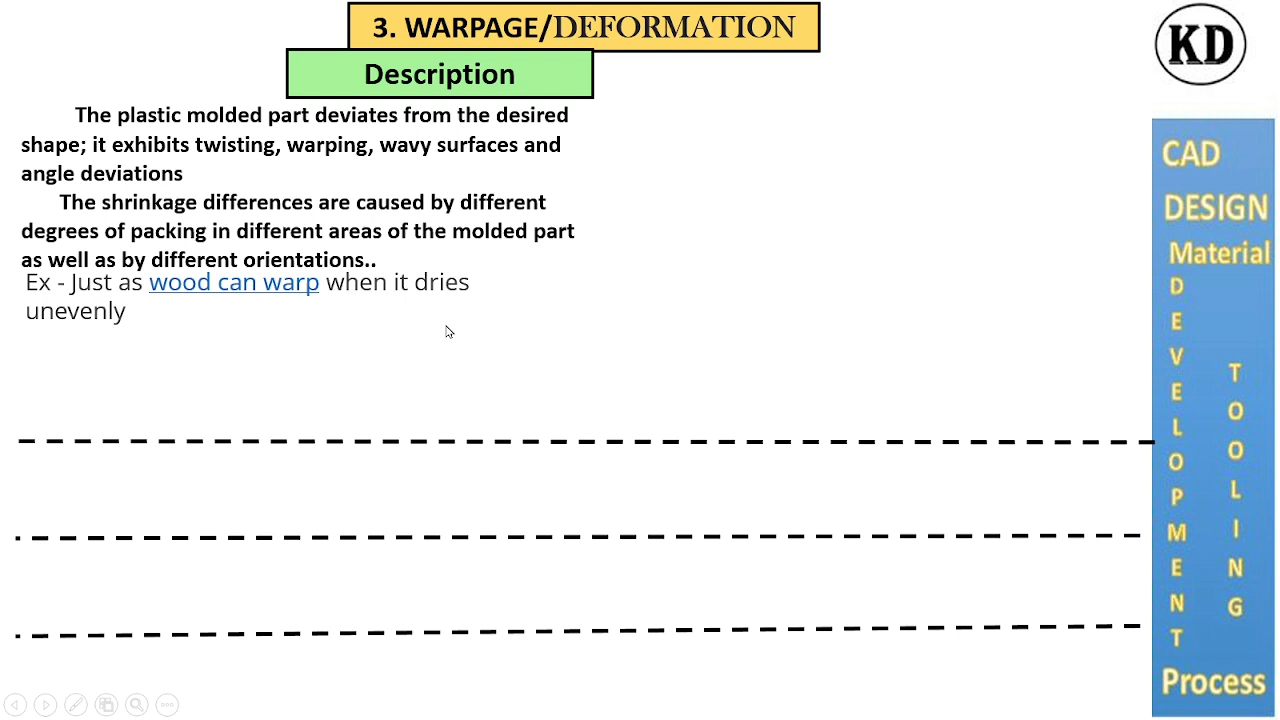 3. WARPAGE/DEFORMATION
Description
The plastic molded part deviates from the desired
shape; it exhibits twisting, warping, wavy surfaces and
angle deviations
The shrinkage differences are caused by different
degrees of packing in different areas of the molded part
as well as by different orientations..
Ex - Just as wood can warp when it dries
unevenly
KD
CAD
DESIGN
Material
DEVELOPMENT
TOOLING
Process